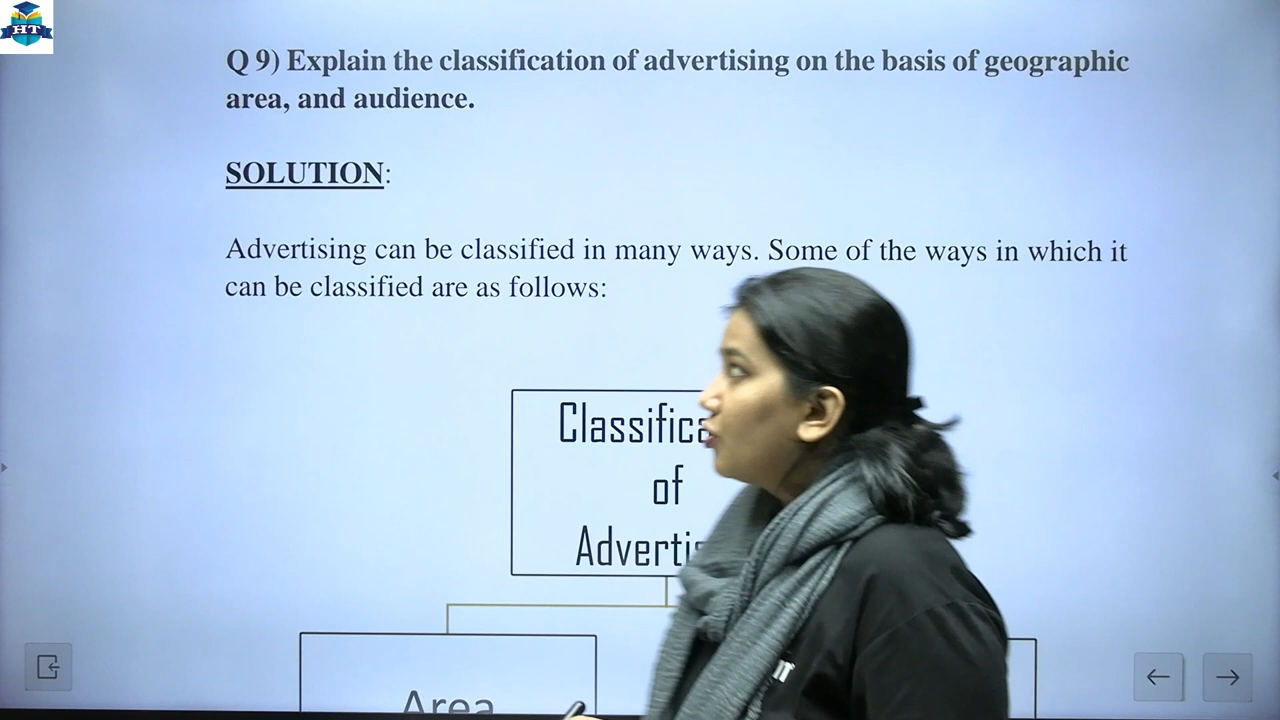 HT
Q 9) Explain the classification of advertising on the basis of geographic
area, and audience.
SOLUTION:
Advertising can be classified in many ways. Some of the ways in which it
can be classified are as follows:
of
Area